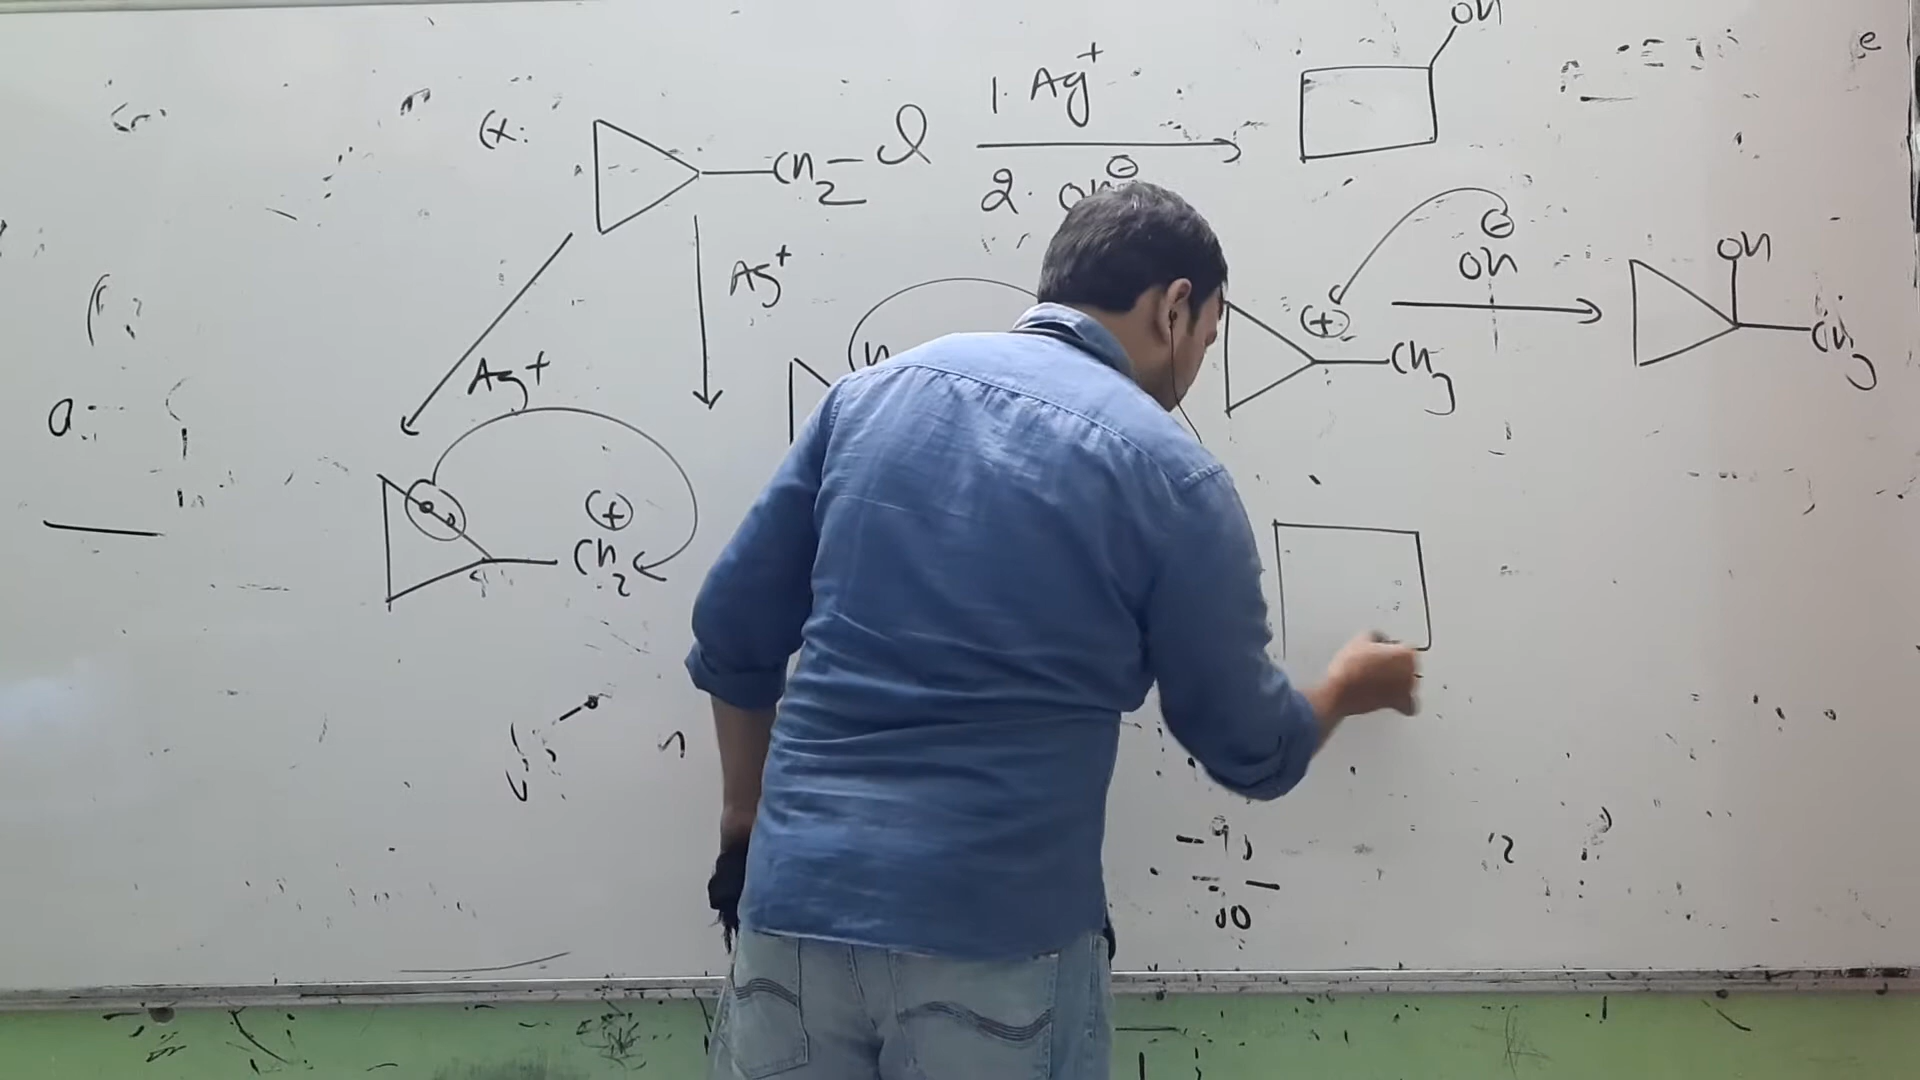 OH
Ex:
CH2-Cl
1. Ag+
2. OH⊖
Ag+
⊖
OH
OH
⊕
CH3
CH3
Ag+
⊕
CH2